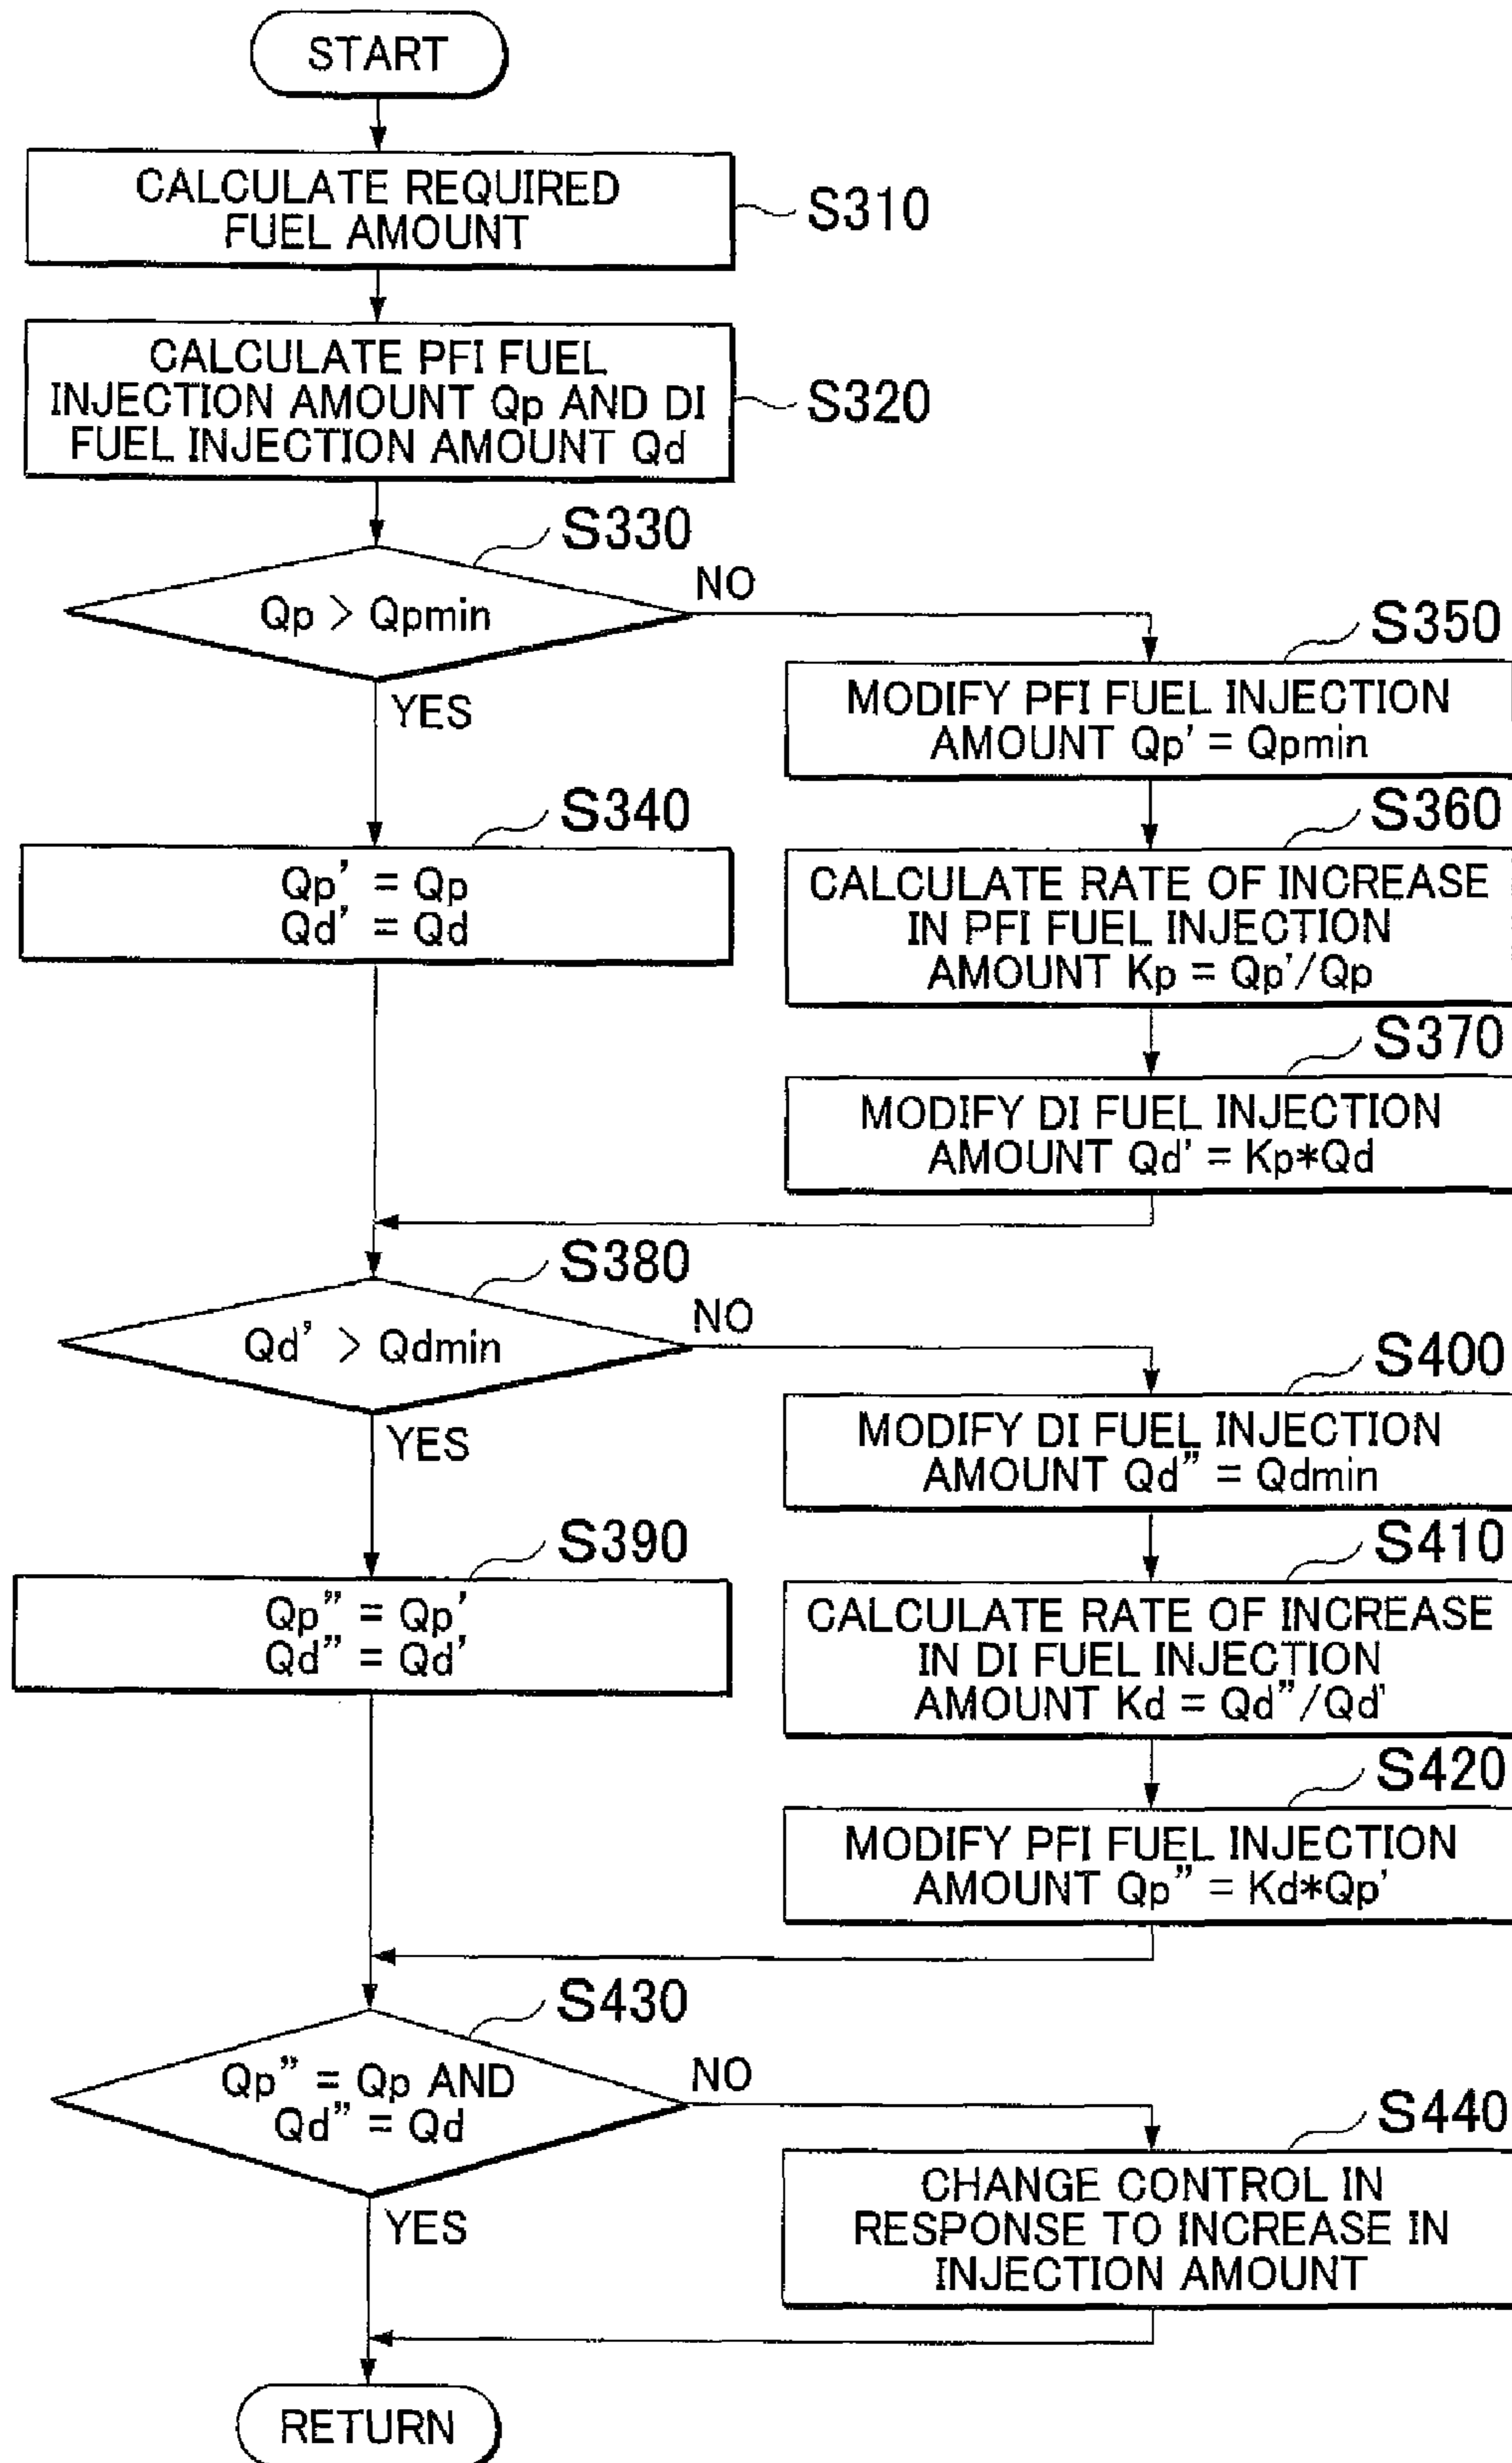 START
CALCULATE REQUIRED
FUEL AMOUNT
S310
CALCULATE PFI FUEL
INJECTION AMOUNT Qp AND DI
FUEL INJECTION AMOUNT Qd
S320
S330
Qp > Qpmin
NO
YES
S350
MODIFY PFI FUEL INJECTION
AMOUNT Qp' = Qpmin
S340
Qp' = Qp
Qd' = Qd
S360
CALCULATE RATE OF INCREASE
IN PFI FUEL INJECTION
AMOUNT Kp = Qp'/Qp
S370
MODIFY DI FUEL INJECTION
AMOUNT Qd' = Kp*Qd
S380
Qd' > Qdmin
NO
YES
S400
MODIFY DI FUEL INJECTION
AMOUNT Qd” = Qdmin
S390
Qp” = Qp'
Qd” = Qd'
S410
CALCULATE RATE OF INCREASE
IN DI FUEL INJECTION
AMOUNT Kd = Qd”/Qd'
S420
MODIFY PFI FUEL INJECTION
AMOUNT Qp” = Kd*Qp'
S430
Qp” = Qp AND
Qd” = Qd
NO
YES
S440
CHANGE CONTROL IN
RESPONSE TO INCREASE IN
INJECTION AMOUNT
RETURN